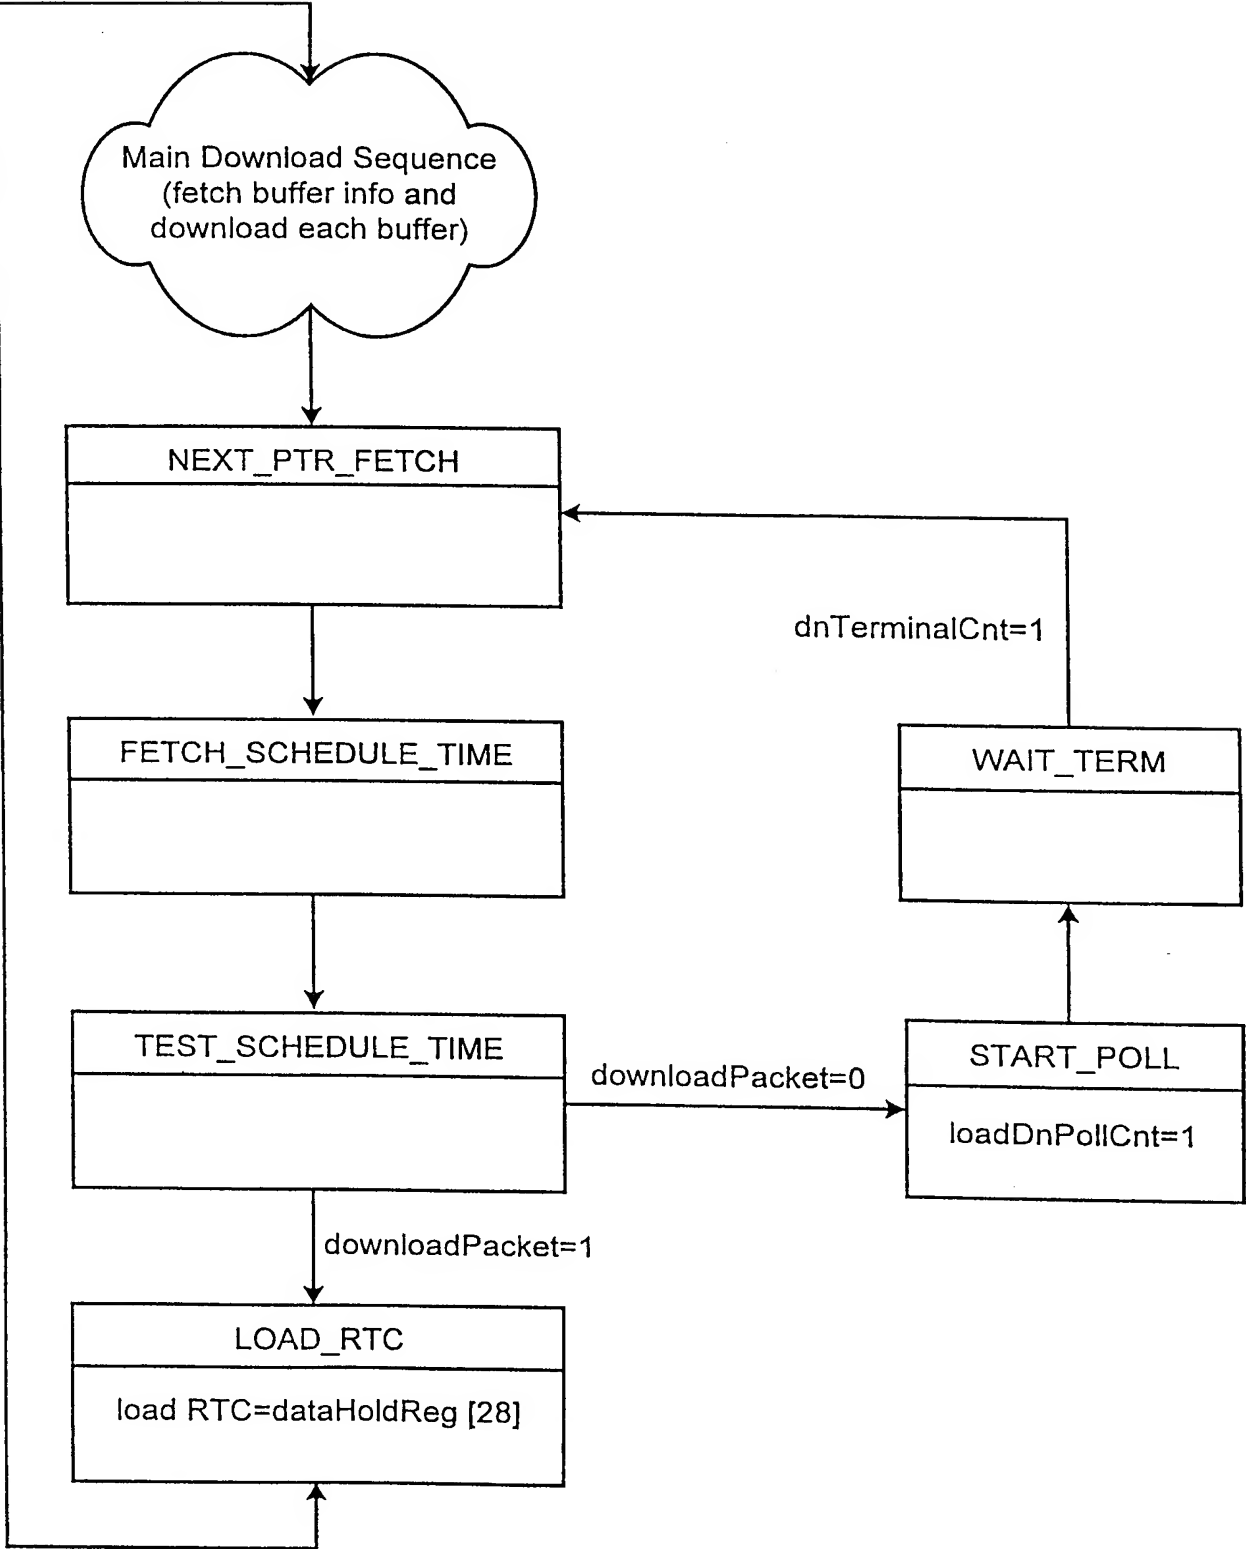 Main Download Sequence
(fetch buffer info and
download each buffer)
NEXT_PTR_FETCH
dnTerminalCnt=1
FETCH_SCHEDULE_TIME
WAIT_TERM
TEST_SCHEDULE_TIME
downloadPacket=0
START_POLL
loadDnPollCnt=1
downloadPacket=1
LOAD_RTC
load RTC=dataHoldReg [28]